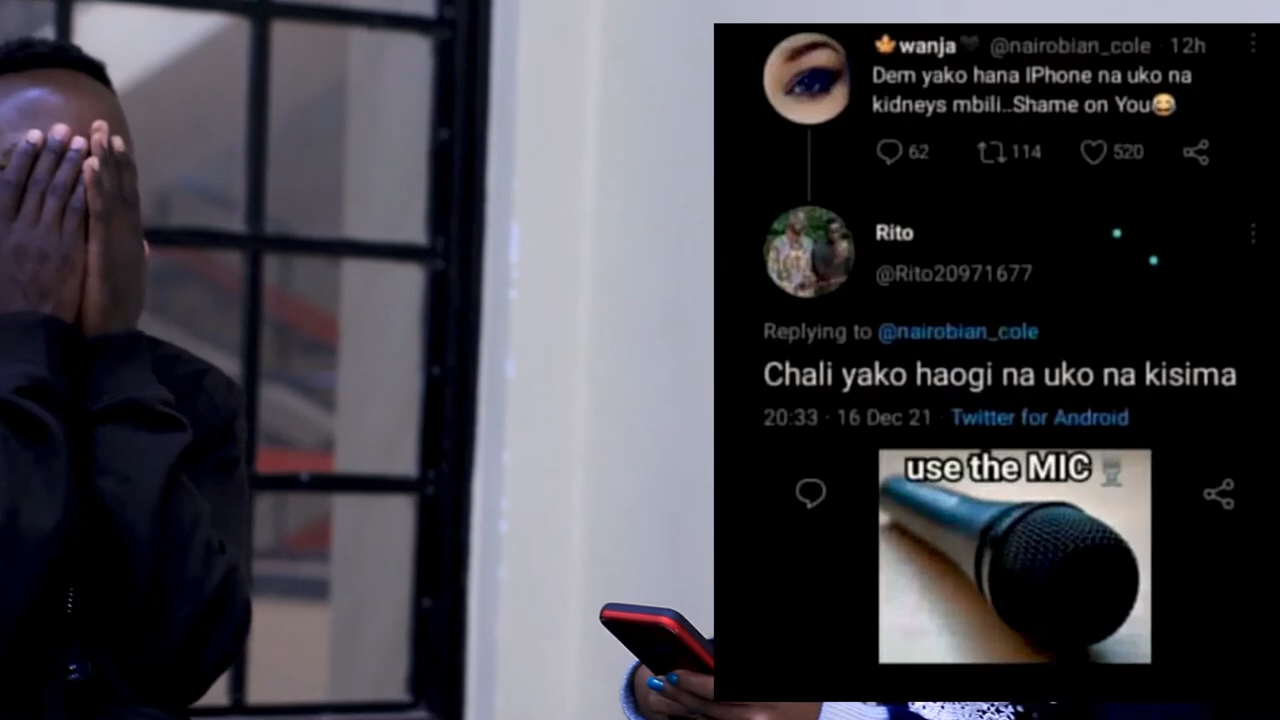 wanja @nairobian_cole · 12h
Dem yako hana IPhone na uko na
kidneys mbili..Shame on You😂
62 114 520
Rito
@Rito20971677
Replying to @nairobian_cole
Chali yako haogi na uko na kisima
20:33 · 16 Dec 21 · Twitter for Android
use the MIC